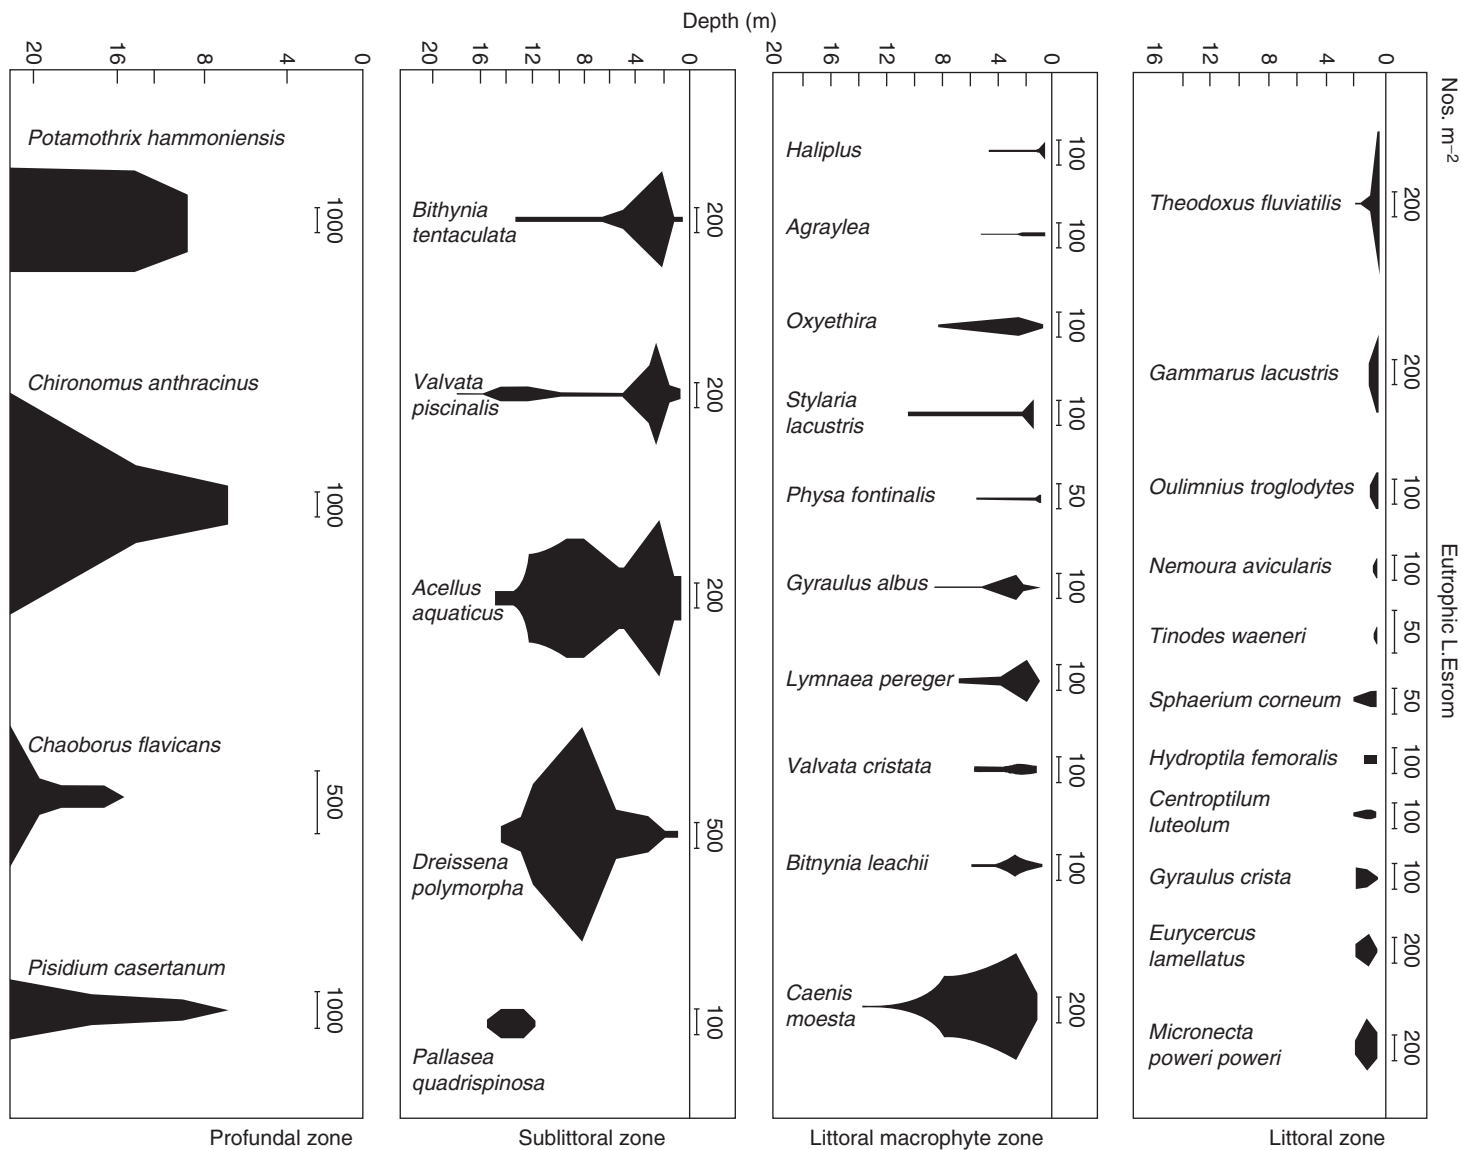 Depth (m)
20
16
8
4
0
Potamothrix hammoniensis
1000
Chironomus anthracinus
1000
Chaoborus flavicans
500
Pisidium casertanum
1000
Profundal zone
20
16
12
8
4
0
Bithynia
tentaculata
200
Valvata
piscinalis
200
Acellus
aquaticus
200
Dreissena
polymorpha
500
Pallasea
quadrispinosa
100
Sublittoral zone
20
16
12
8
4
0
Haliplus
100
Agraylea
100
Oxyethira
100
Stylaria
lacustris
100
Physa fontinalis
50
Gyraulus albus
100
Lymnaea pereger
100
Valvata cristata
100
Bitnynia leachii
100
Caenis
moesta
200
Littoral macrophyte zone
16
12
8
4
0
Theodoxus fluviatilis
200
Gammarus lacustris
200
Oulimnius troglodytes
100
Nemoura avicularis
100
Tinodes waeneri
50
Sphaerium corneum
50
Hydroptila femoralis
100
Centroptilum
luteolum
100
Gyraulus crista
100
Eurycercus
lamellatus
200
Micronecta
poweri poweri
200
Littoral zone
Nos. m⁻²
Eutrophic L.Esrom